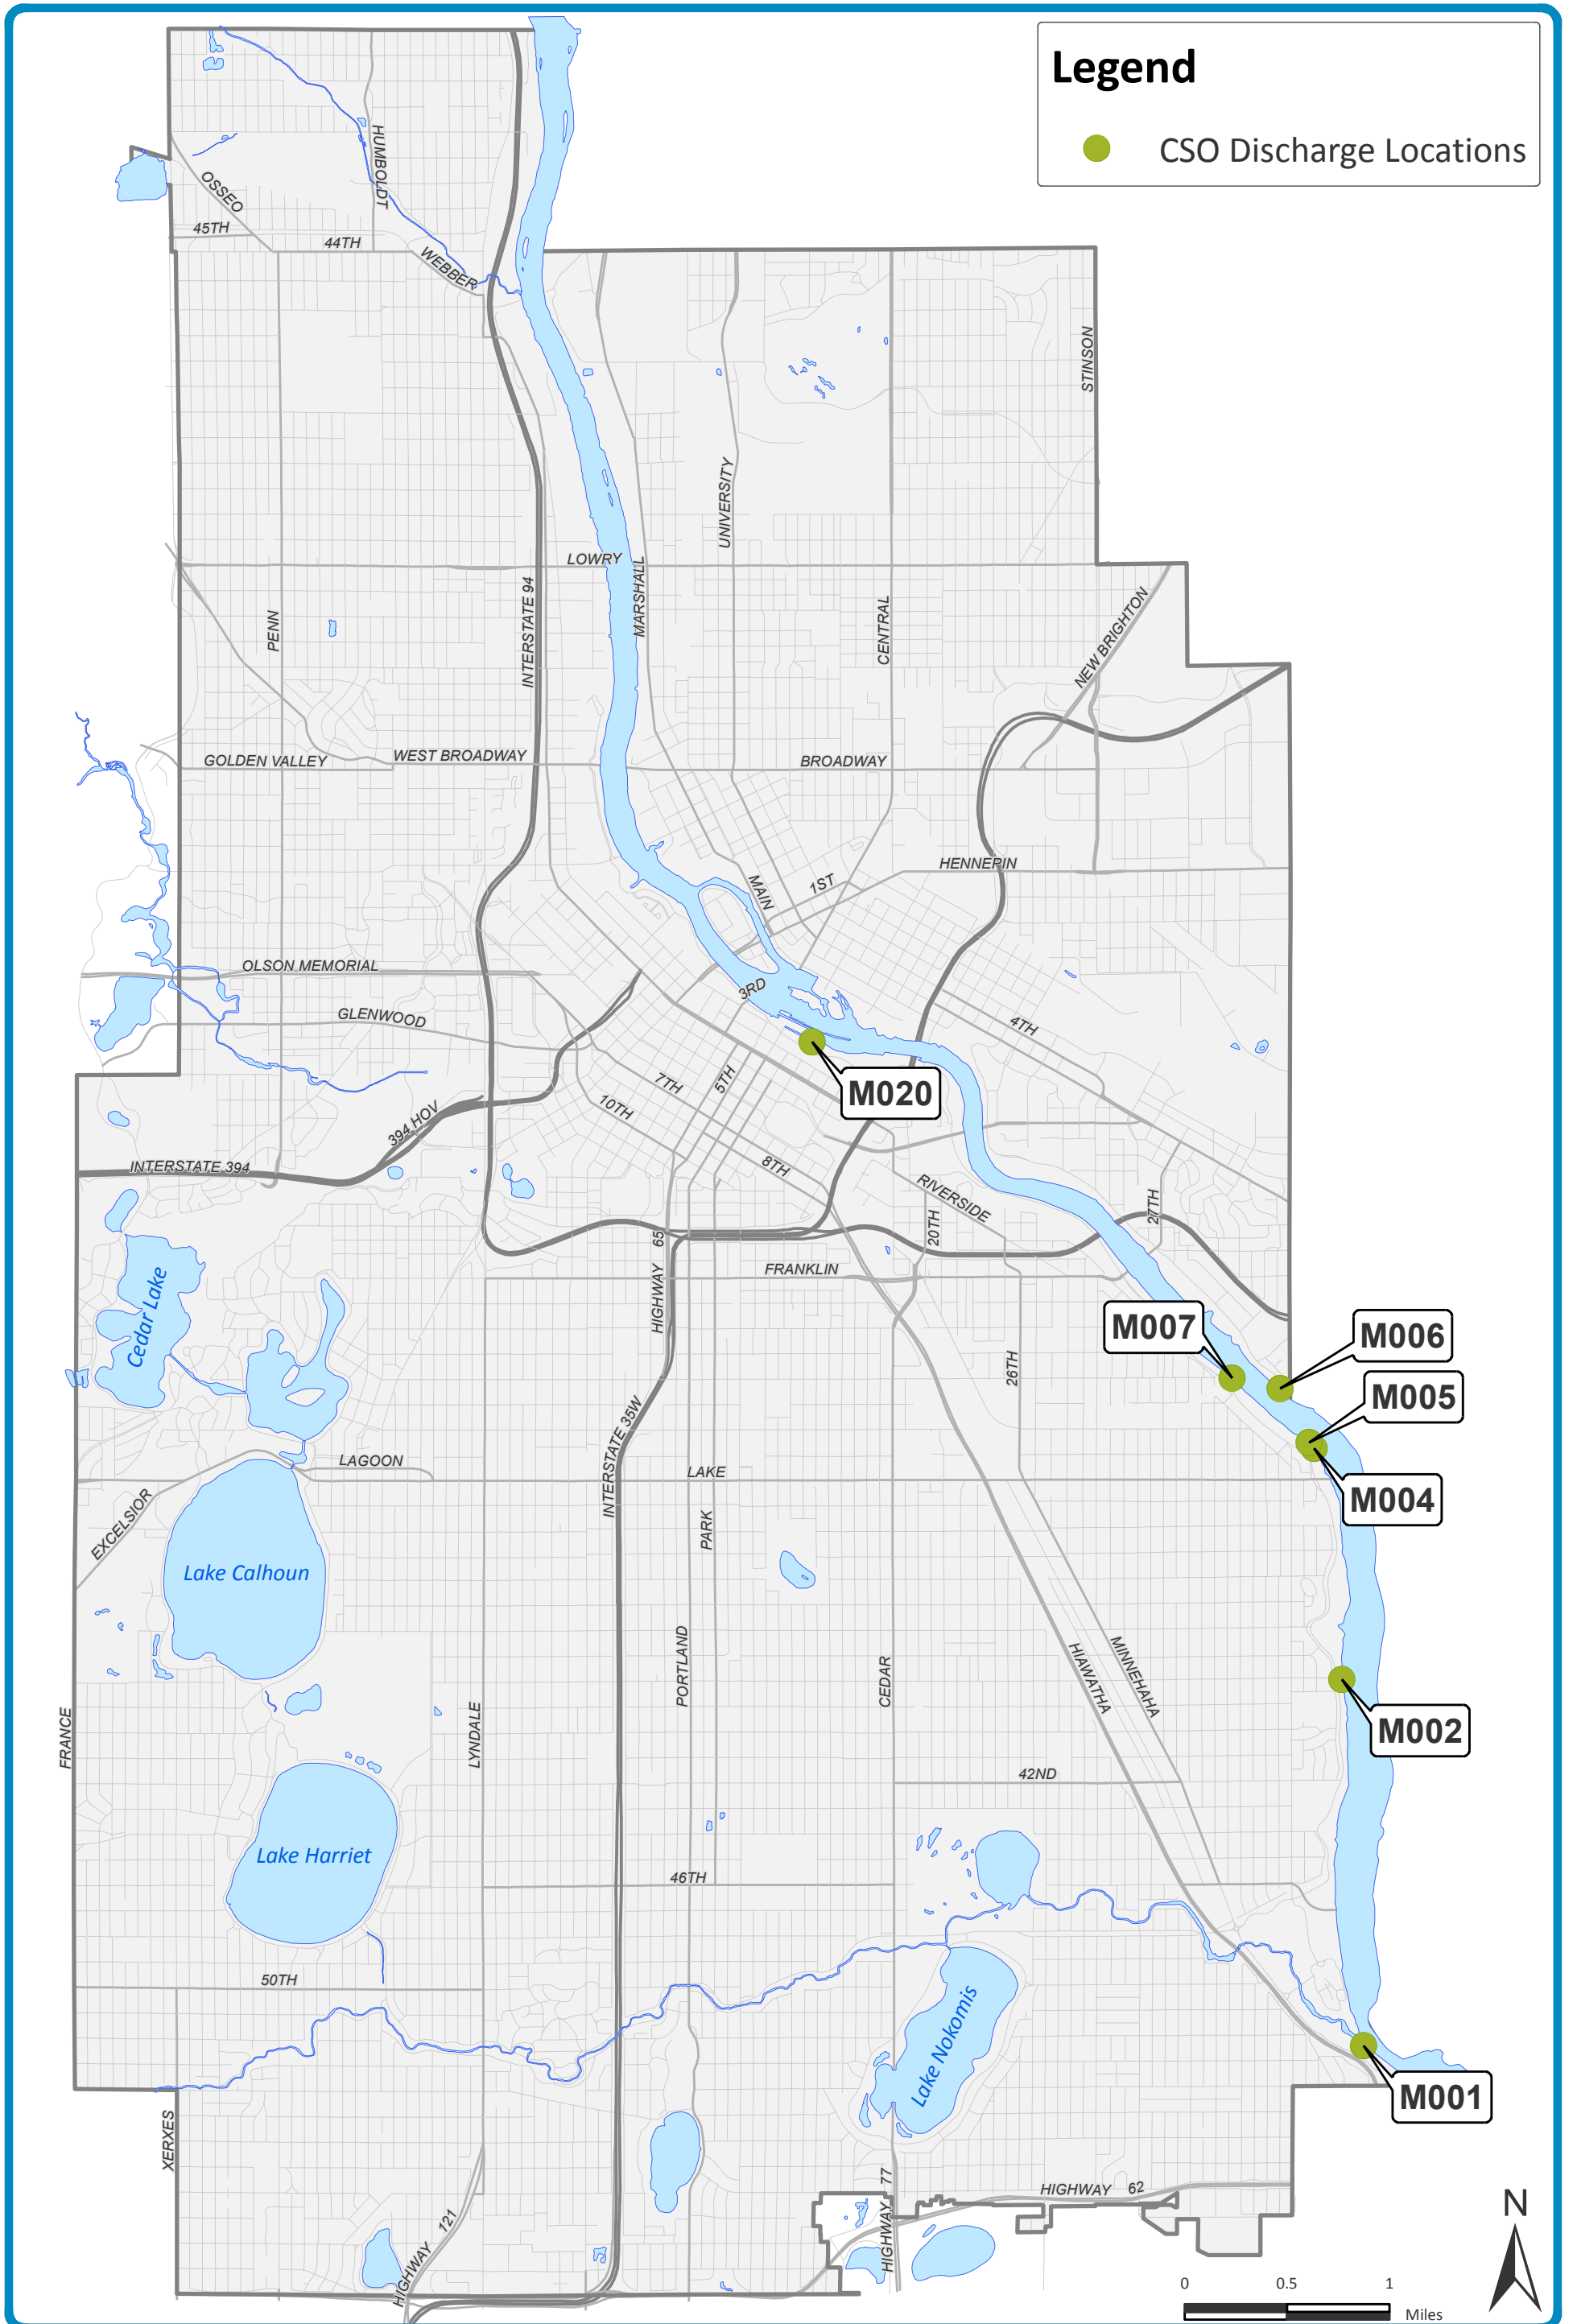 Legend
CSO Discharge Locations
HUMBOLDT
OSSEO
45TH
44TH
WEBBER
STINSON
UNIVERSITY
LOWRY
MARSHALL
INTERSTATE 94
PENN
CENTRAL
NEW BRIGHTON
GOLDEN VALLEY
WEST BROADWAY
BROADWAY
HENNEPIN
MAIN
1ST
OLSON MEMORIAL
3RD
GLENWOOD
4TH
M020
7TH
5TH
10TH
394 HOV
INTERSTATE 394
8TH
RIVERSIDE
20TH
27TH
HIGHWAY 65
FRANKLIN
Cedar Lake
M007
M006
26TH
M005
INTERSTATE 35W
LAGOON
LAKE
M004
EXCELSIOR
PARK
Lake Calhoun
PORTLAND
CEDAR
HIAWATHA
MINNEHAHA
FRANCE
LYNDALE
M002
42ND
Lake Harriet
46TH
50TH
Lake Nokomis
M001
XERXES
HIGHWAY 77
HIGHWAY 62
HIGHWAY 121
N
0 0.5 1
Miles